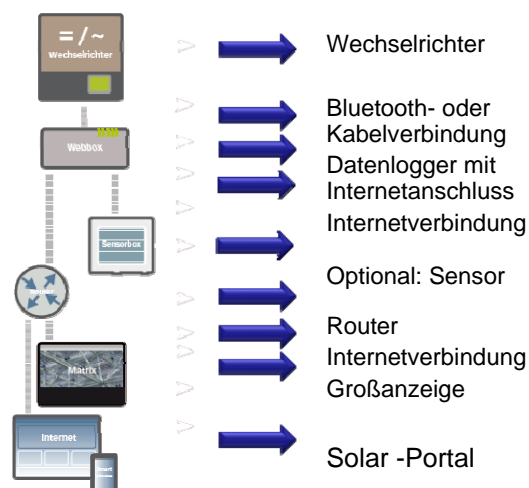 = / ~
Wechselrichter
Wechselrichter
Bluetooth- oder
Kabelverbindung
Webbox
Datenlogger mit
Internetanschluss
Internetverbindung
Sensorbox
Optional: Sensor
Router
Internetverbindung
Matrix
Großanzeige
Internet
Smart
Solar -Portal